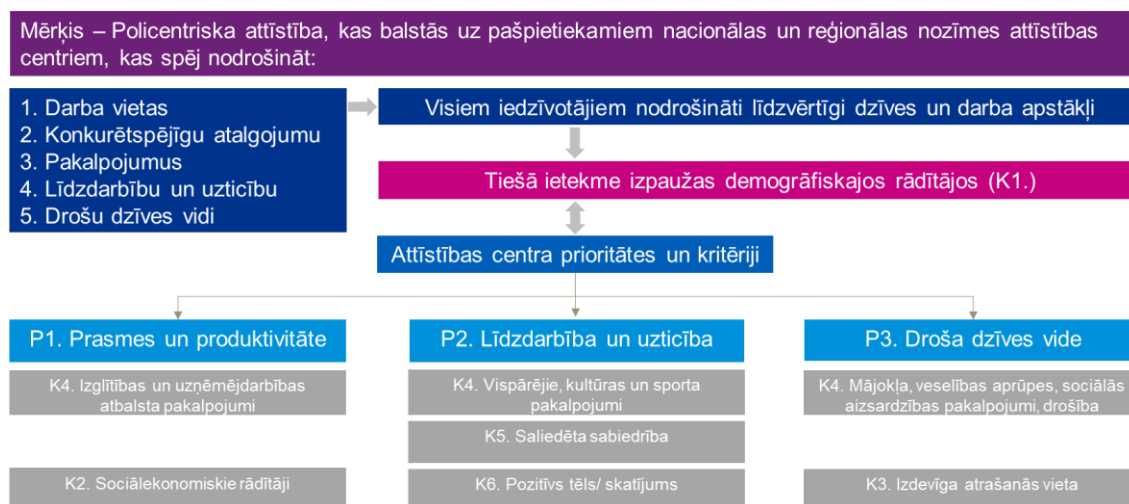 Mērķis – Policentriska attīstība, kas balstās uz pašpietiekamiem nacionālas un reģionālas nozīmes attīstības
centriem, kas spēj nodrošināt:
1. Darba vietas
2. Konkurētspējīgu atalgojumu
3. Pakalpojumus
4. Līdzdarbību un uzticību
5. Drošu dzīves vidi
Visiem iedzīvotājiem nodrošināti līdzvērtīgi dzīves un darba apstākļi
Tiešā ietekme izpaužas demogrāfiskajos rādītājos (K1.)
Attīstības centra prioritātes un kritēriji
P1. Prasmes un produktivitāte
K4. Izglītības un uzņēmējdarbības
atbalsta pakalpojumi
K2. Sociālekonomiskie rādītāji
P2. Līdzdarbība un uzticība
K4. Vispārējie, kultūras un sporta
pakalpojumi
K5. Saliedēta sabiedrība
K6. Pozitīvs tēls/ skatījums
P3. Droša dzīves vide
K4. Mājokļa, veselības aprūpes, sociālās
aizsardzības pakalpojumi, drošība
K3. Izdevīga atrašanās vieta